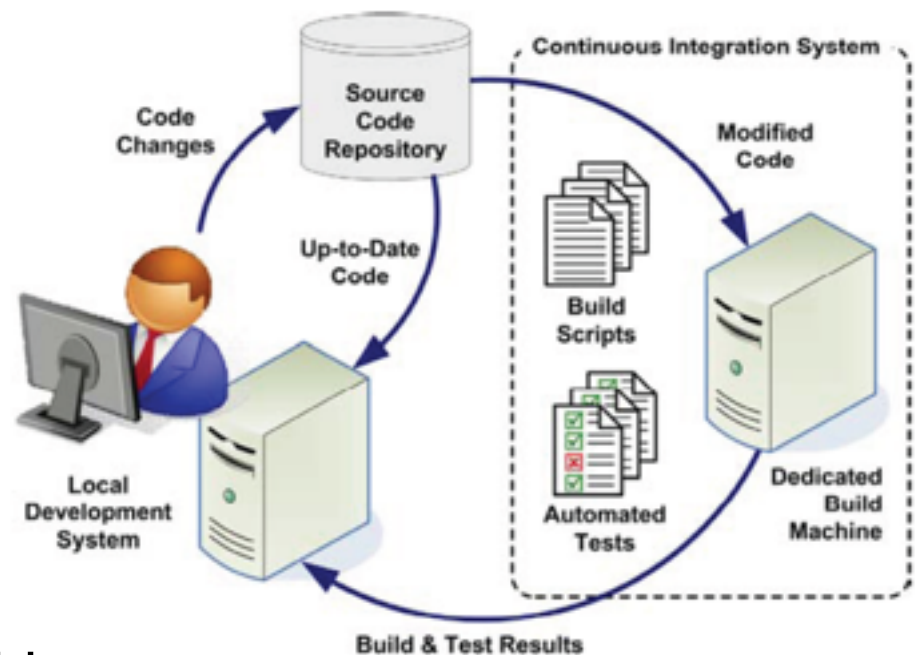 Continuous Integration System
Source
Code
Repository
Code
Changes
Modified
Code
Up-to-Date
Code
Build
Scripts
Local
Development
System
Automated
Tests
Dedicated
Build
Machine
Build & Test Results